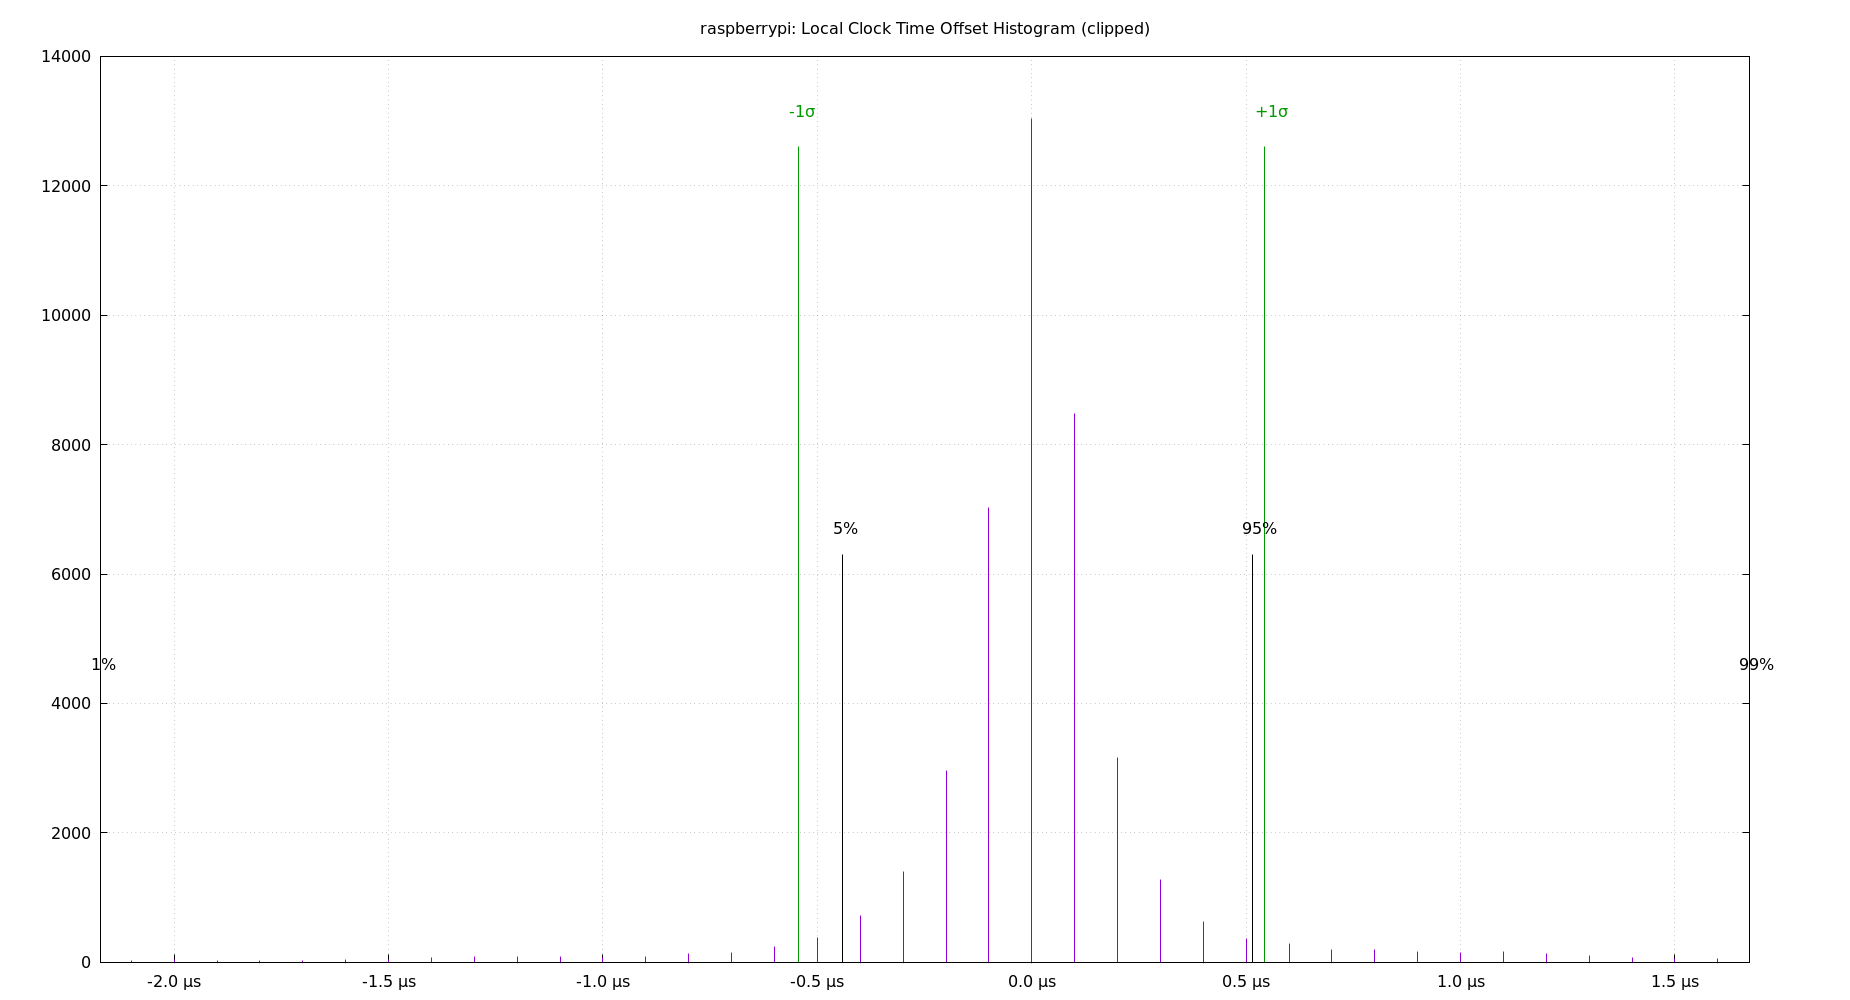 raspberrypi: Local Clock Time Offset Histogram (clipped)
14000
-1σ
+1σ
12000
10000
8000
5%
95%
6000
1%
99%
4000
2000
0
-2.0 µs
-1.5 µs
-1.0 µs
-0.5 µs
0.0 µs
0.5 µs
1.0 µs
1.5 µs